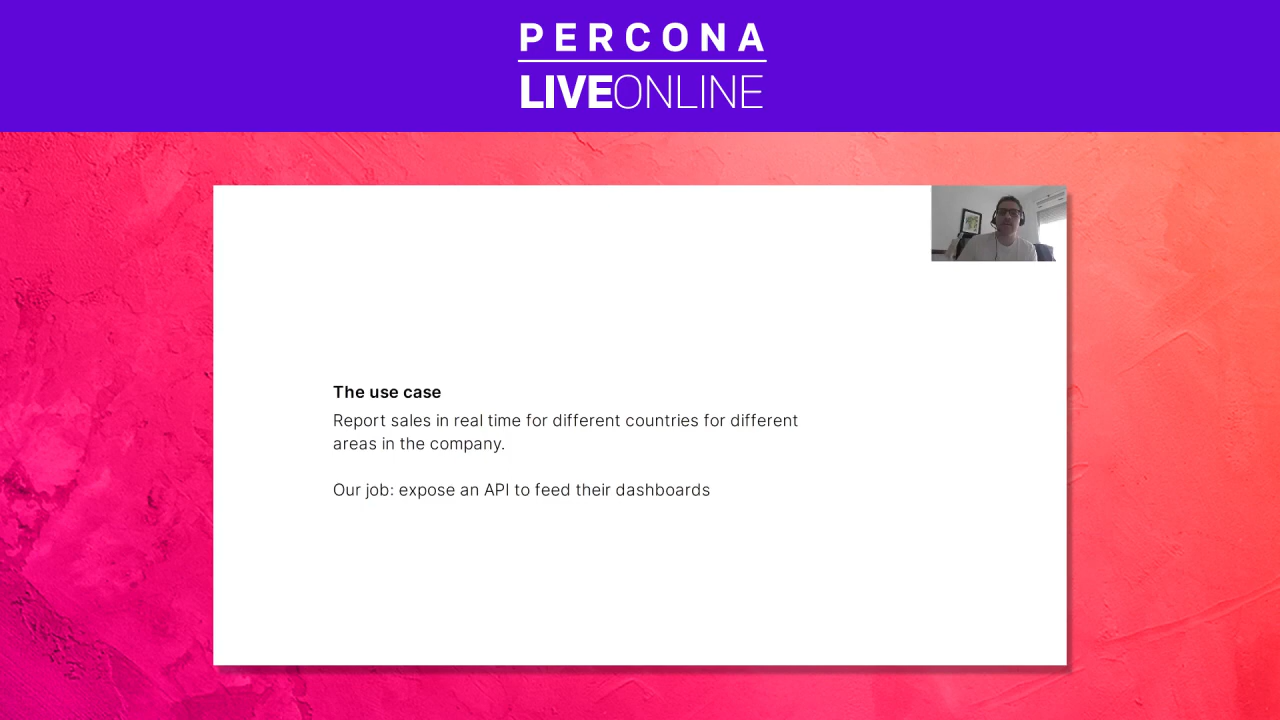 PERCONA
LIVEONLINE
The use case
Report sales in real time for different countries for different
areas in the company.
Our job: expose an API to feed their dashboards